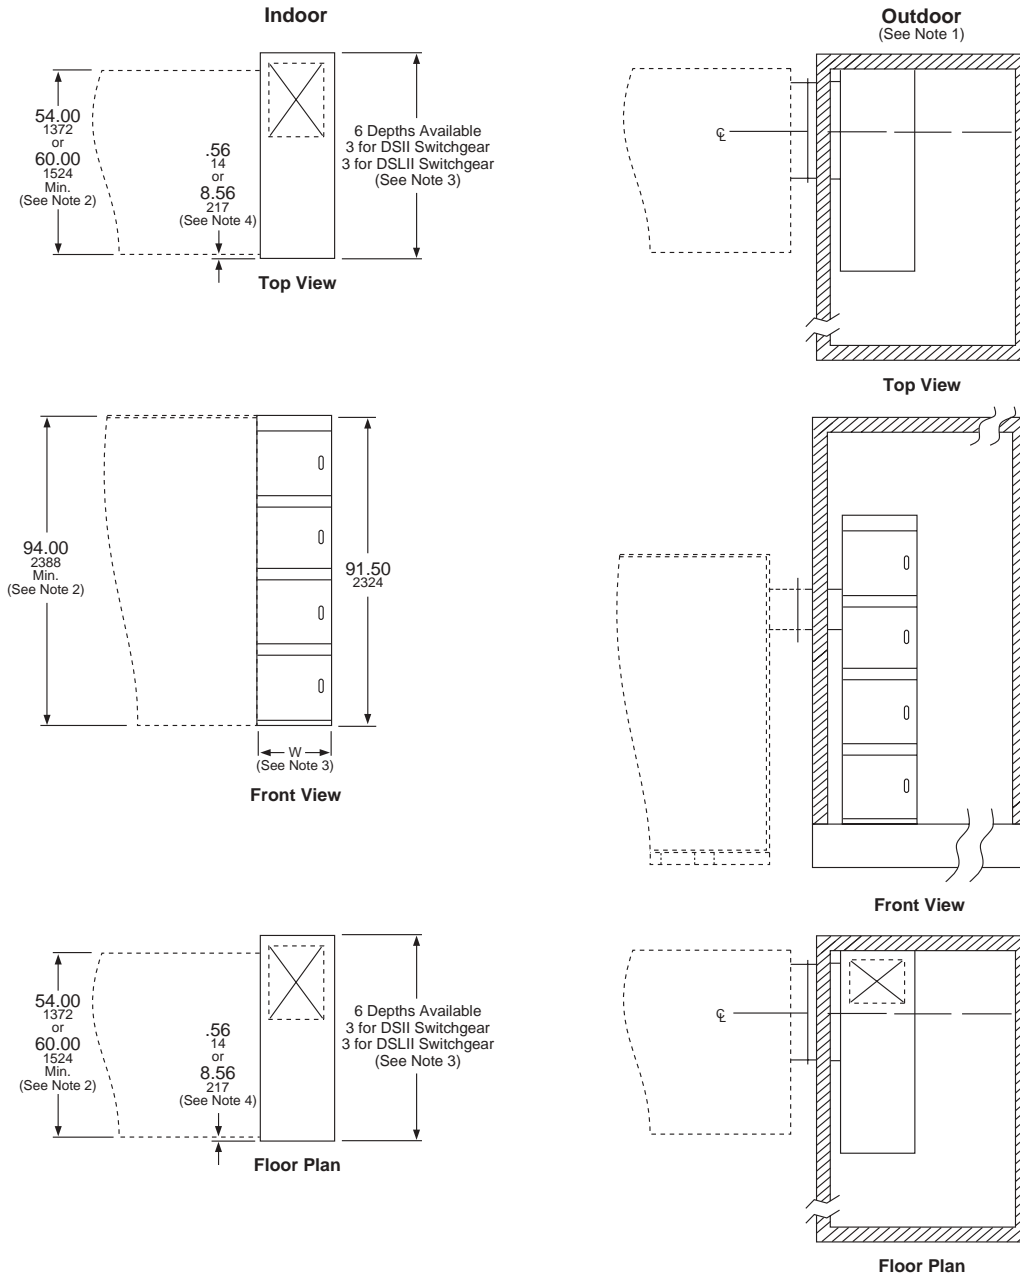 Indoor
Outdoor
(See Note 1)
54.00
1372
or
60.00
1524
Min.
(See Note 2)
.56
14
or
8.56
217
(See Note 4)
6 Depths Available
3 for DSII Switchgear
3 for DSLII Switchgear
(See Note 3)
Top View
℄
Top View
94.00
2388
Min.
(See Note 2)
91.50
2324
W
(See Note 3)
Front View
Front View
54.00
1372
or
60.00
1524
Min.
(See Note 2)
.56
14
or
8.56
217
(See Note 4)
6 Depths Available
3 for DSII Switchgear
3 for DSLII Switchgear
(See Note 3)
Floor Plan
℄
Floor Plan